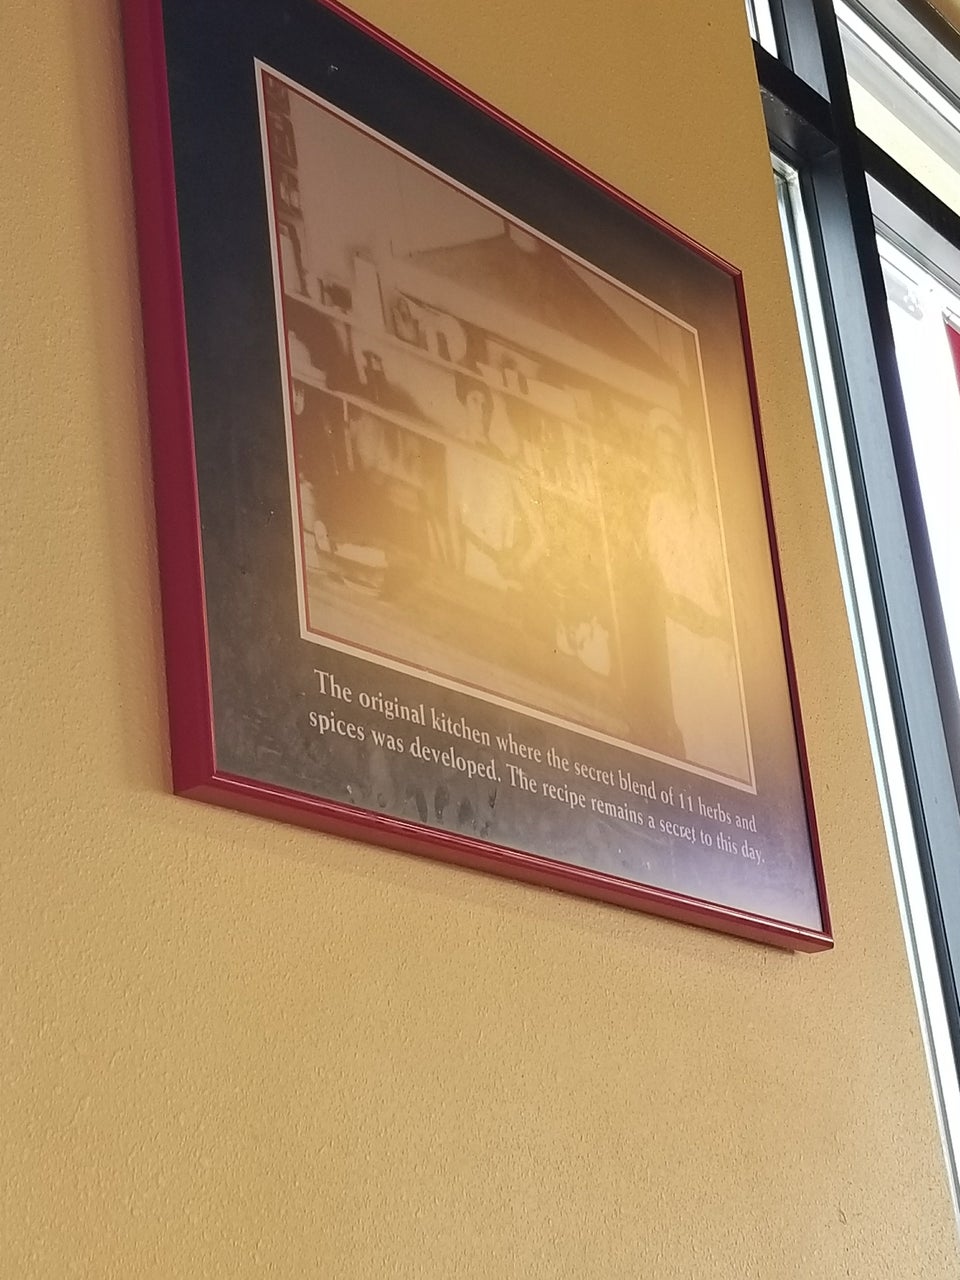 The original kitchen where the secret blend of 11 herbs and
spices was developed. The recipe remains a secret to this day.